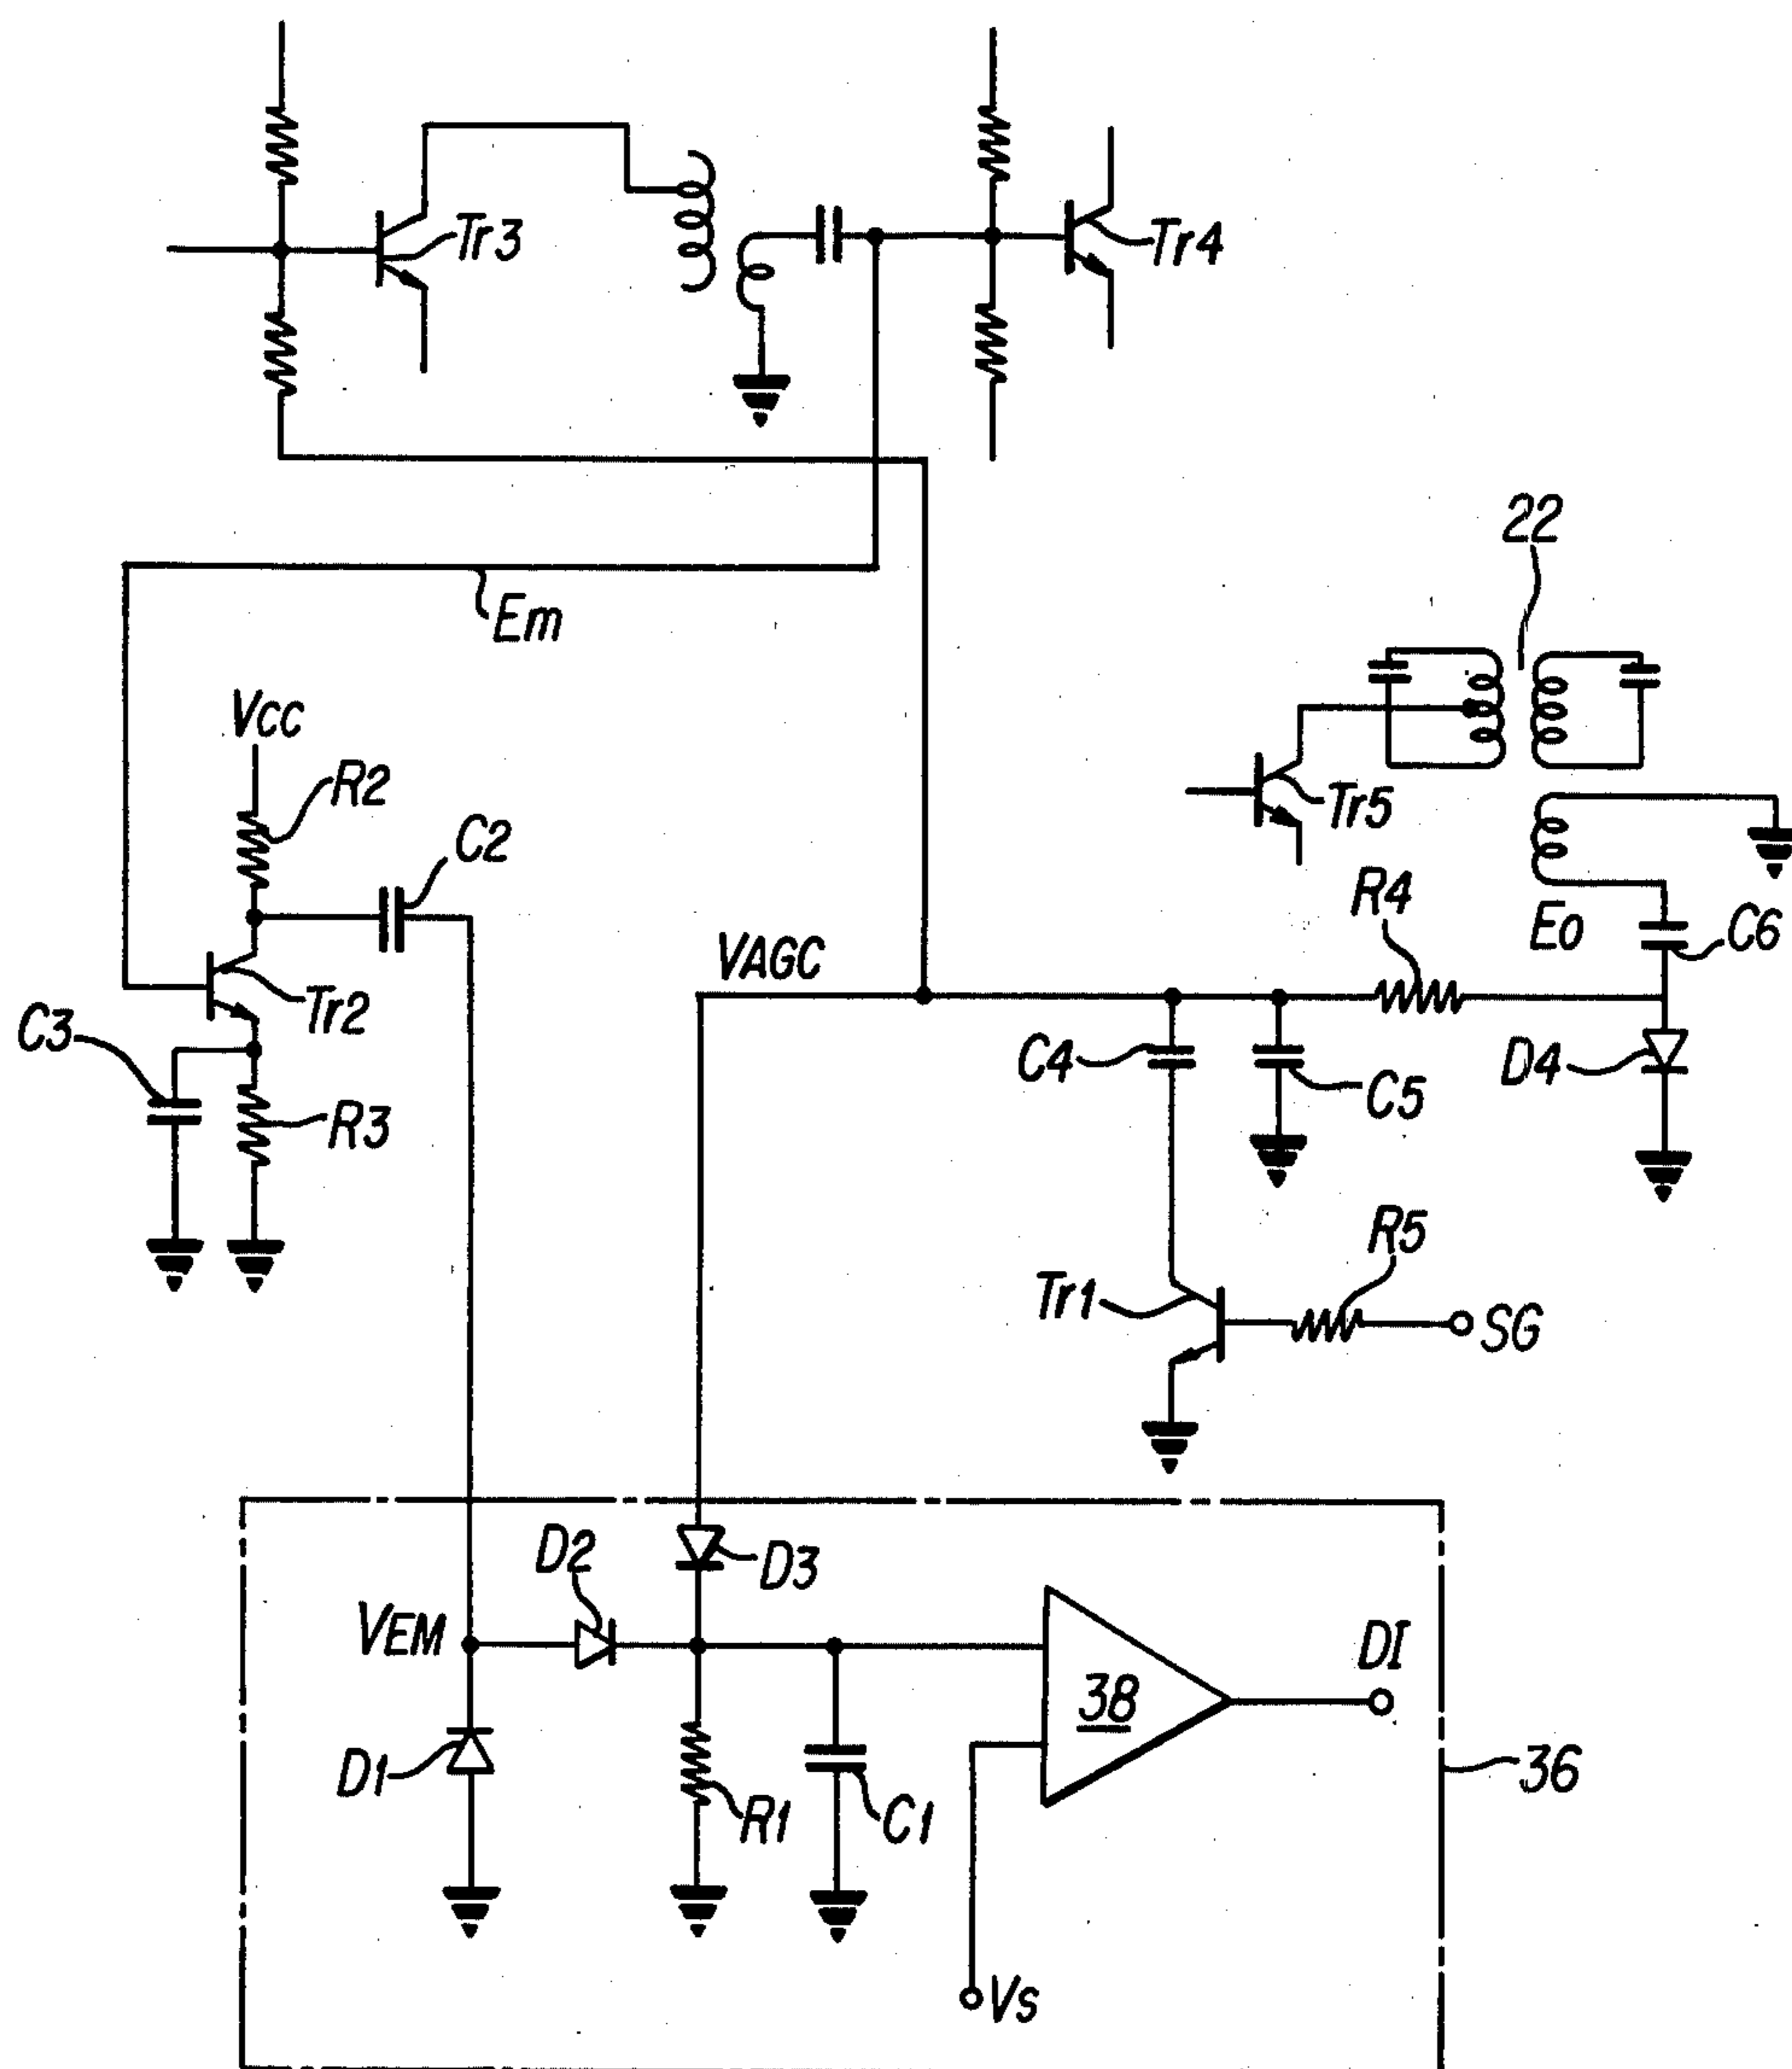 Tr3
Tr4
22
Em
Vcc
R2
C2
Tr5
R4
Eo
C6
VAGC
Tr2
C3
C4
C5
D4
R3
R5
Tr1
SG
D2
D3
VEM
DI
38
D1
R1
C1
36
Vs